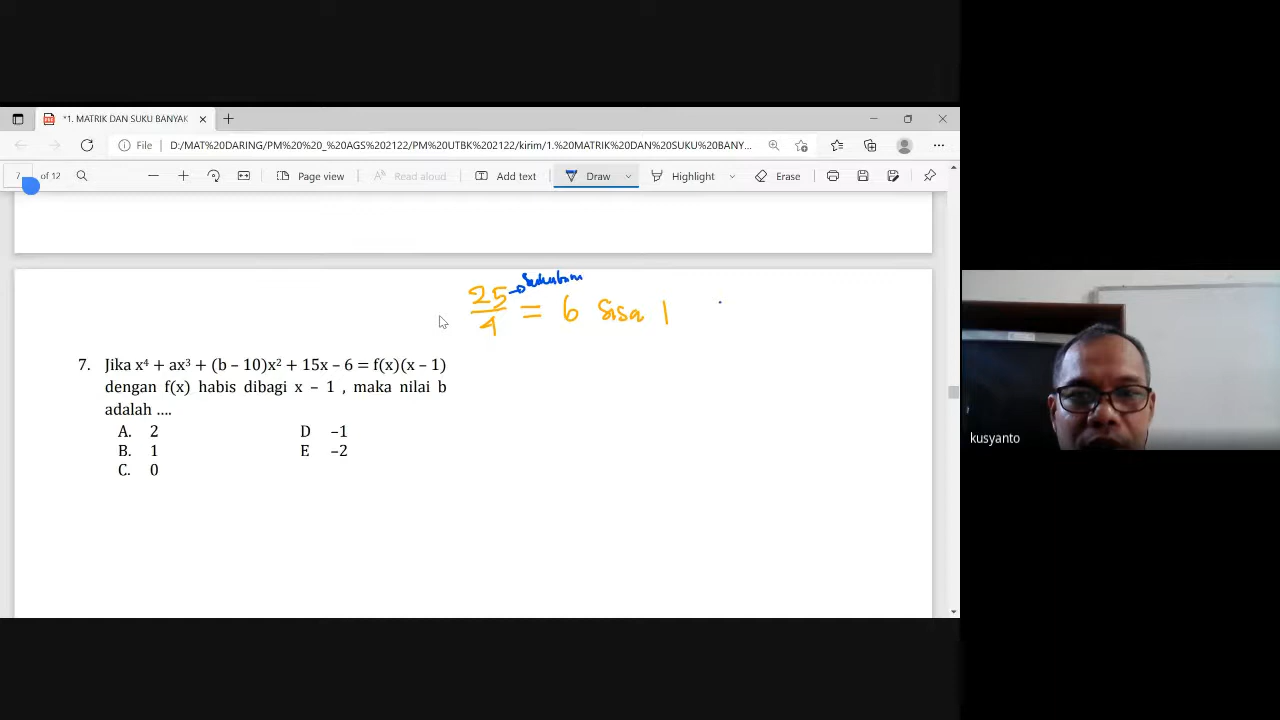 *1. MATRIK DAN SUKU BANYAK
File D:/MAT%20DARING/PM%20%20_%20AGS%202122/PM%20UTBK%202122/kirim/1.%20MATRIK%20DAN%20SUKU%20BANY...
7 of 12 Page view Read aloud Add text Draw Highlight Erase
25/4 = 6 sisa 1
7. Jika x⁴ + ax³ + (b – 10)x² + 15x – 6 = f(x)(x – 1)
dengan f(x) habis dibagi x – 1 , maka nilai b
adalah ....
A. 2 D –1
B. 1 E –2
C. 0
kusyanto